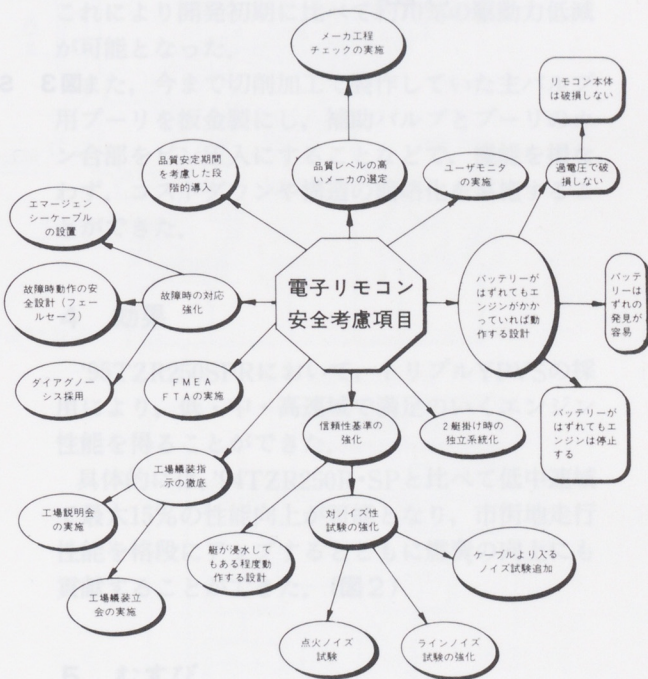 メーカ工程
チェックの実施
リモコン本体
は破損しない
品質安定期間
を考慮した段
階的導入
品質レベルの高
いメーカの選定
ユーザモニタ
の実施
過電圧で破
損しない
エマージェン
シーケーブル
の設置
電子リモコン
安全考慮項目
バッテリーが
はずれてもエ
ンジンがかかっ
ていれば動
作する設計
バッテ
リーは
ずれの
発見が
容易
故障時動作の安
全設計（フェー
ルセーフ）
故障時の対応
強化
ダイアグノー
シス採用
FMEA
FTAの実施
信頼性基準の
強化
2艇掛け時の
独立系統化
バッテリーが
はずれてもエ
ンジンは停止
する
工場艤装指
示の徹底
工場説明会
の実施
艇が浸水して
もある程度動
作する設計
対ノイズ性
試験の強化
ケーブルより入る
ノイズ試験追加
工場艤装立
会の実施
点火ノイズ
試験
ラインノイズ
試験の強化